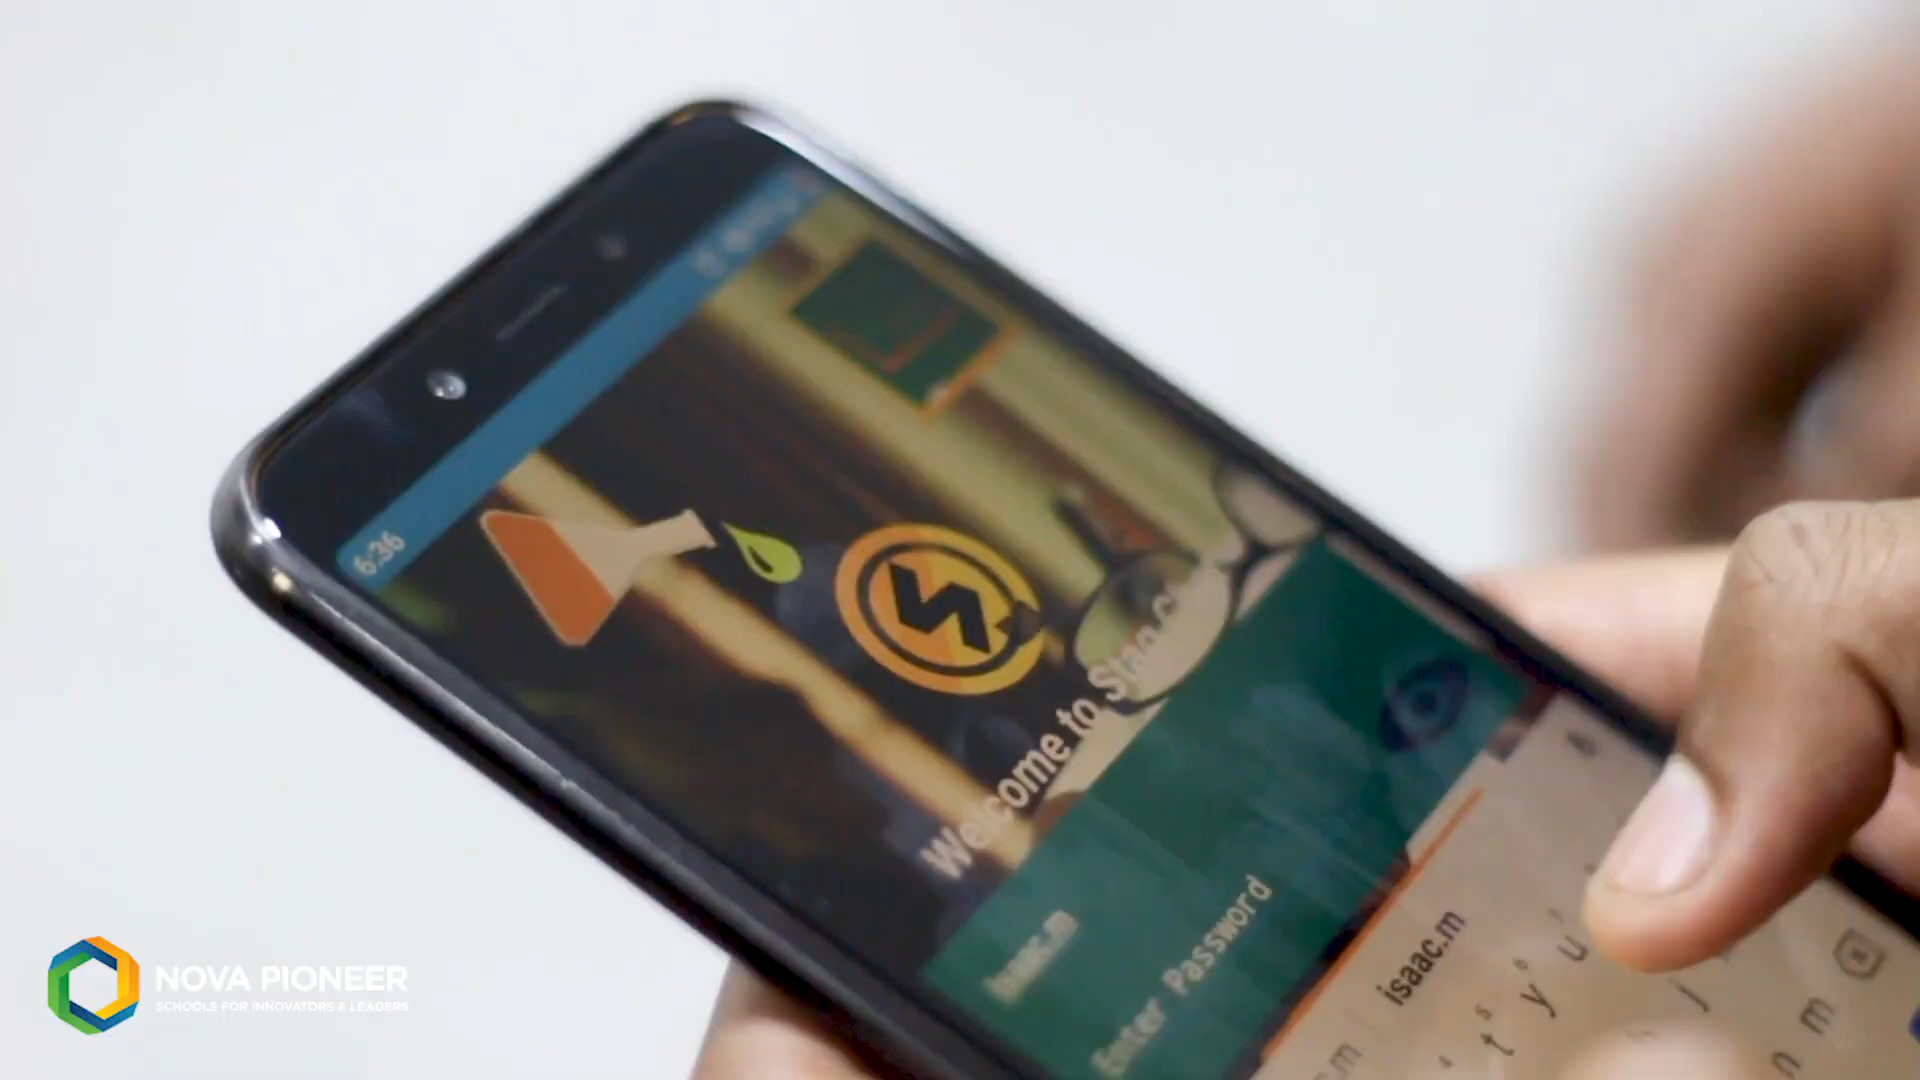 6:36
Welcome to
isaac.m
Enter Password
isaac.m
t
y
u
j
n
m
NOVA PIONEER
SCHOOLS FOR INNOVATORS & LEADERS